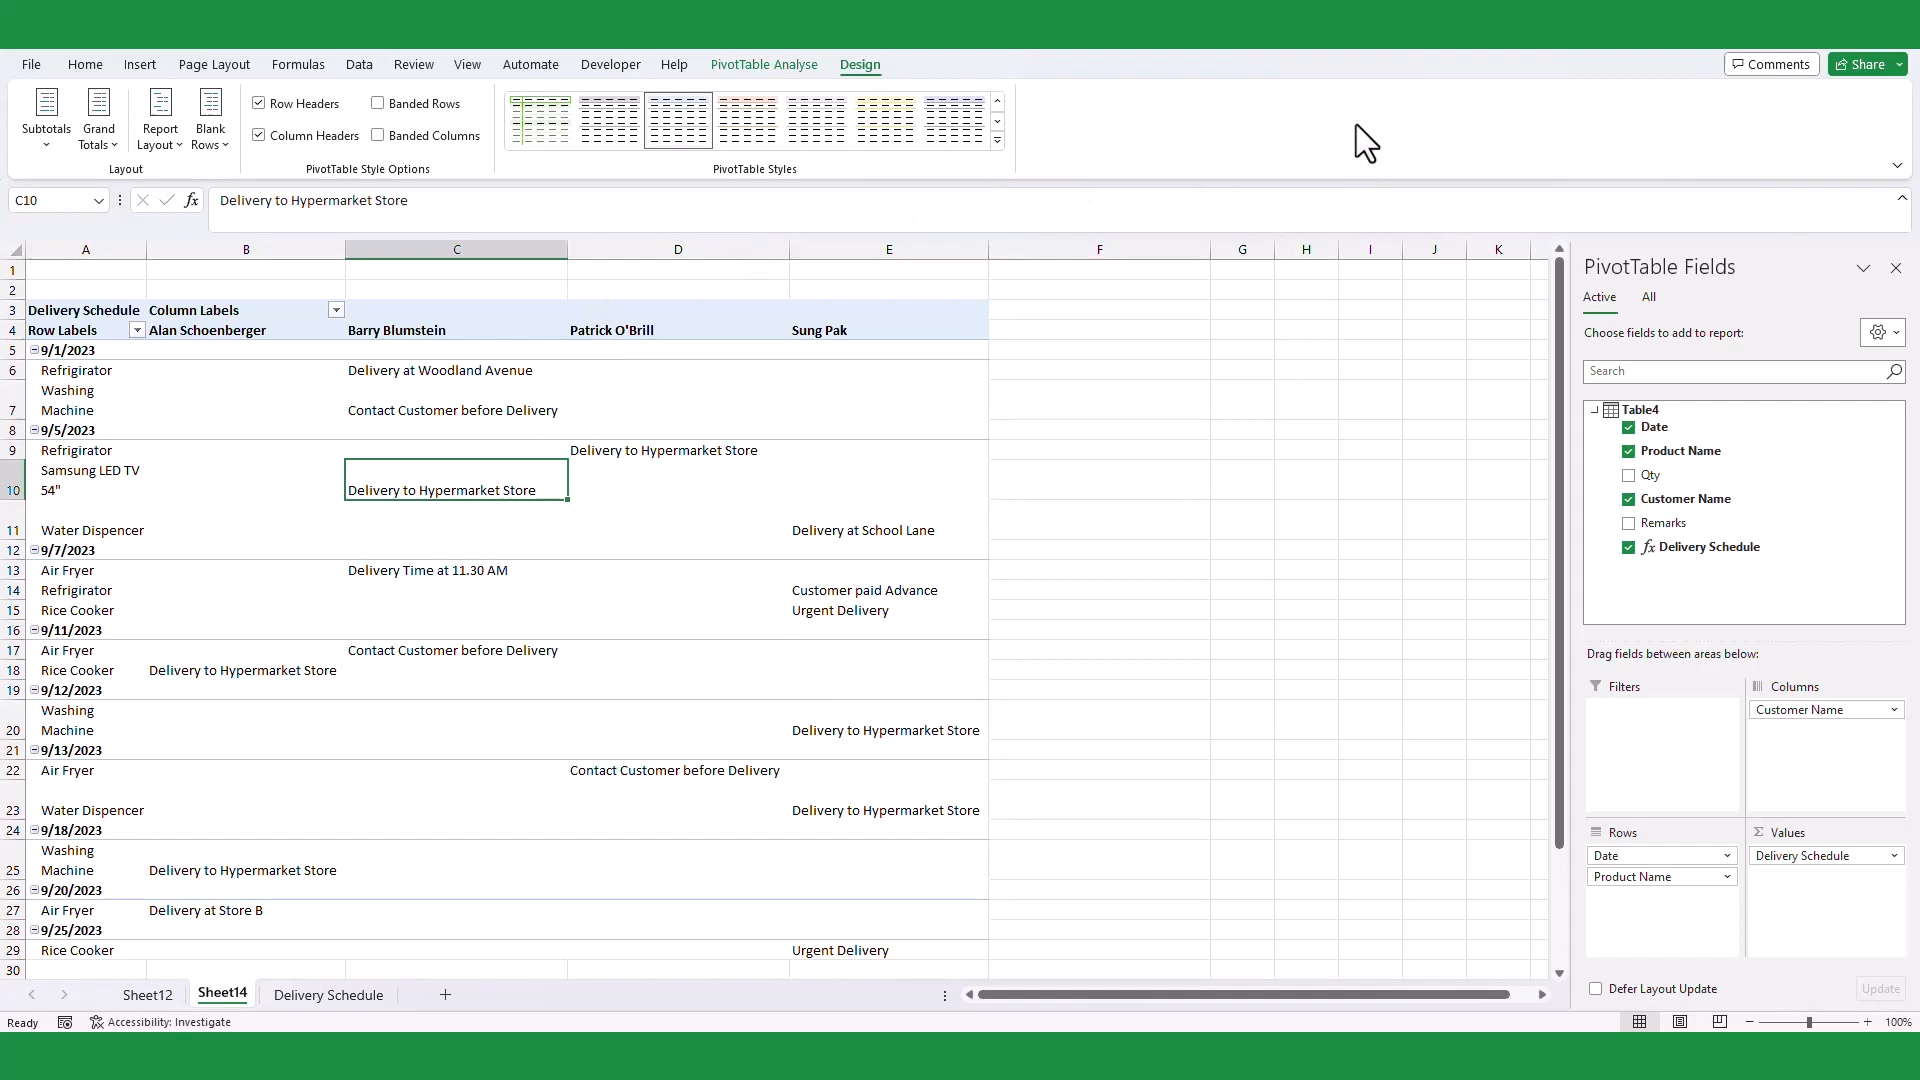 File Home Insert Page Layout Formulas Data Review View Automate Developer Help PivotTable Analyse Design Comments Share
Subtotals Grand Totals Report Layout Blank Rows
Row Headers Banded Rows
Column Headers Banded Columns
Layout PivotTable Style Options PivotTable Styles
C10 fx Delivery to Hypermarket Store
A B C D E F G H I J K
1
2
3 Delivery Schedule Column Labels
4 Row Labels Alan Schoenberger Barry Blumstein Patrick O'Brill Sung Pak
5 9/1/2023
6 Refrigirator Delivery at Woodland Avenue
Washing
7 Machine Contact Customer before Delivery
8 9/5/2023
9 Refrigirator Delivery to Hypermarket Store
Samsung LED TV
10 54" Delivery to Hypermarket Store
11 Water Dispencer Delivery at School Lane
12 9/7/2023
13 Air Fryer Delivery Time at 11.30 AM
14 Refrigirator Customer paid Advance
15 Rice Cooker Urgent Delivery
16 9/11/2023
17 Air Fryer Contact Customer before Delivery
18 Rice Cooker Delivery to Hypermarket Store
19 9/12/2023
Washing
20 Machine Delivery to Hypermarket Store
21 9/13/2023
22 Air Fryer Contact Customer before Delivery
23 Water Dispencer Delivery to Hypermarket Store
24 9/18/2023
Washing
25 Machine Delivery to Hypermarket Store
26 9/20/2023
27 Air Fryer Delivery at Store B
28 9/25/2023
29 Rice Cooker Urgent Delivery
30
PivotTable Fields
Active All
Choose fields to add to report:
Search
Table4
Date
Product Name
Qty
Customer Name
Remarks
fx Delivery Schedule
Drag fields between areas below:
Filters Columns
Customer Name
Rows Σ Values
Date Delivery Schedule
Product Name
Defer Layout Update Update
Sheet12 Sheet14 Delivery Schedule
Ready Accessibility: Investigate 100%